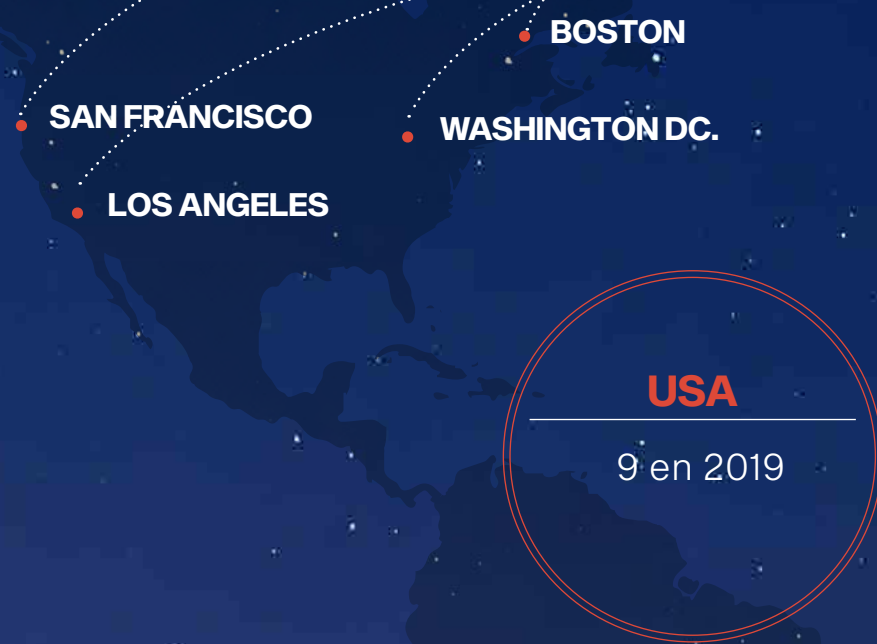 BOSTON
SAN FRANCISCO
WASHINGTON DC.
LOS ANGELES
USA
9 en 2019